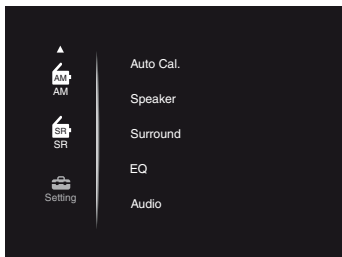 AM
AM
SR
SR
Setting
Auto Cal.
Speaker
Surround
EQ
Audio